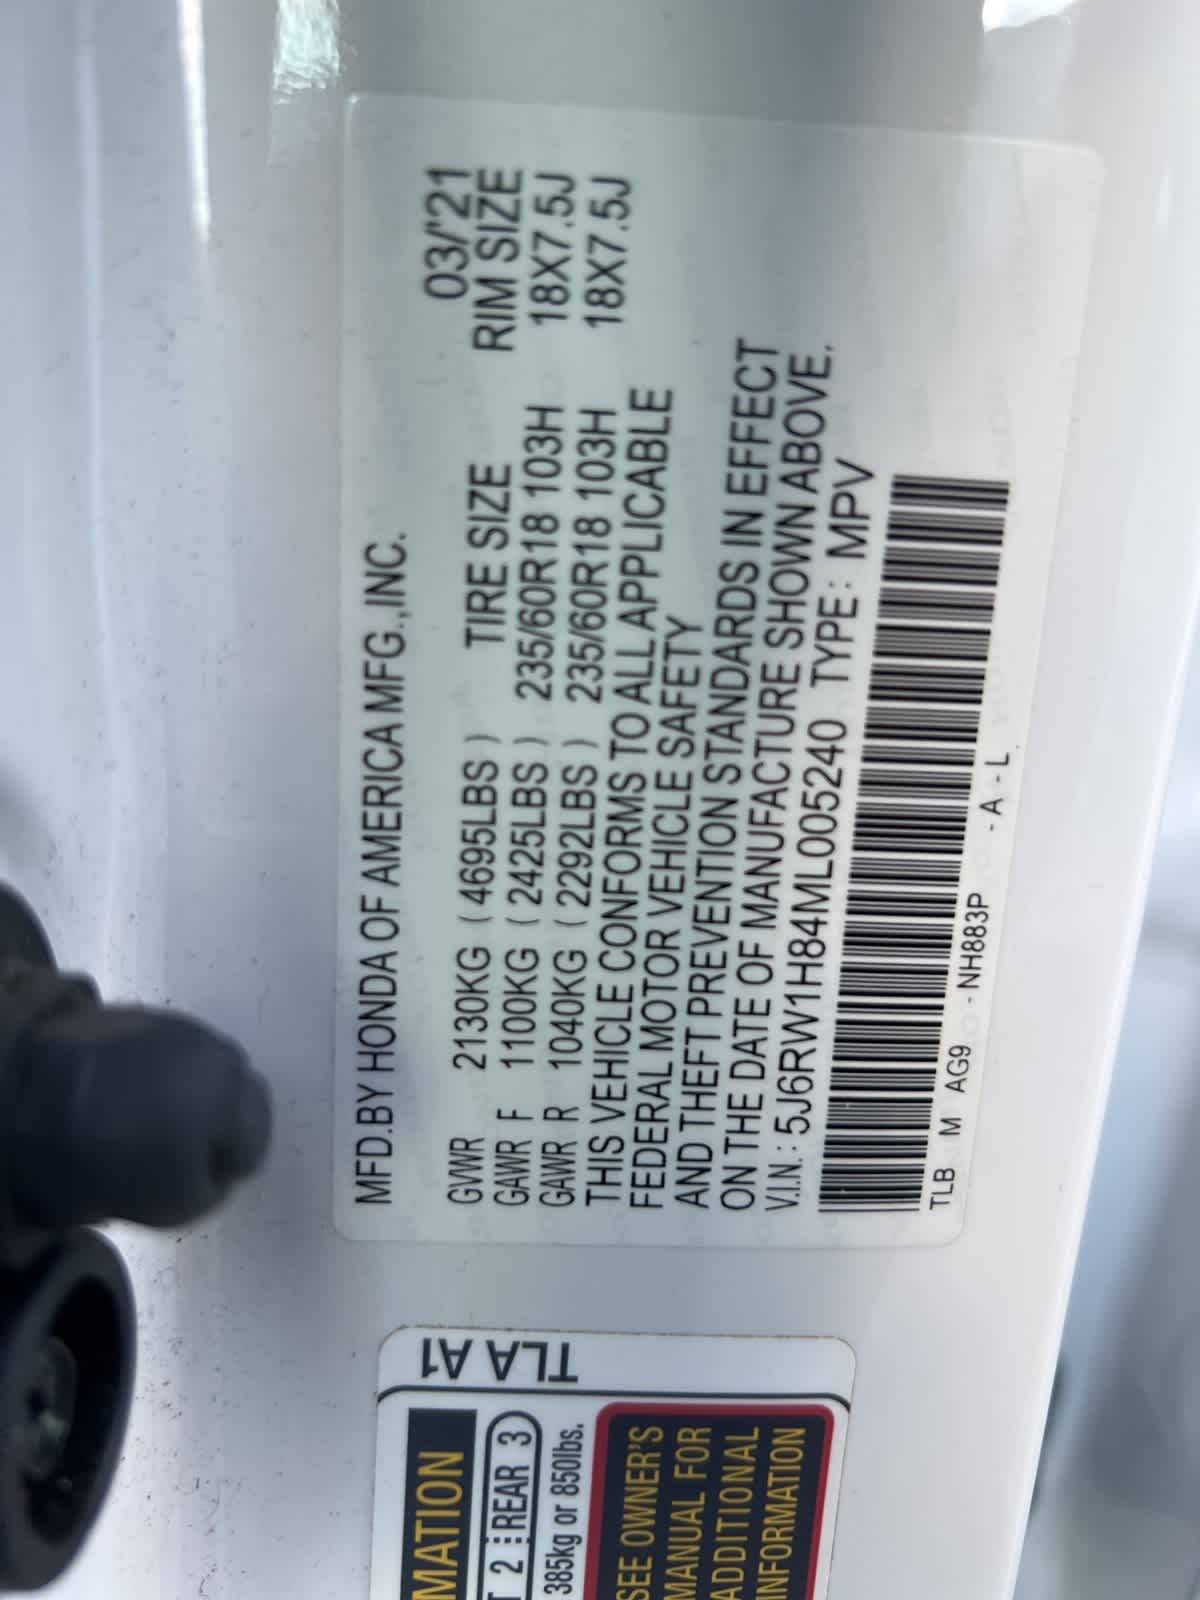 MFD.BY HONDA OF AMERICA MFG.,INC.
03/'21
GVWR 2130KG (4695LBS) TIRE SIZE RIM SIZE
GAWR F 1100KG (2425LBS) 235/60R18 103H 18X7.5J
GAWR R 1040KG (2292LBS) 235/60R18 103H 18X7.5J
THIS VEHICLE CONFORMS TO ALL APPLICABLE
FEDERAL MOTOR VEHICLE SAFETY
AND THEFT PREVENTION STANDARDS IN EFFECT
ON THE DATE OF MANUFACTURE SHOWN ABOVE.
V.I.N.: 5J6RW1H84ML005240 TYPE: MPV
TLB M AG9 - NH883P - A - L
TLA A1
MATION
T 2 REAR 3
385kg or 850lbs.
SEE OWNER'S
MANUAL FOR
ADDITIONAL
INFORMATION